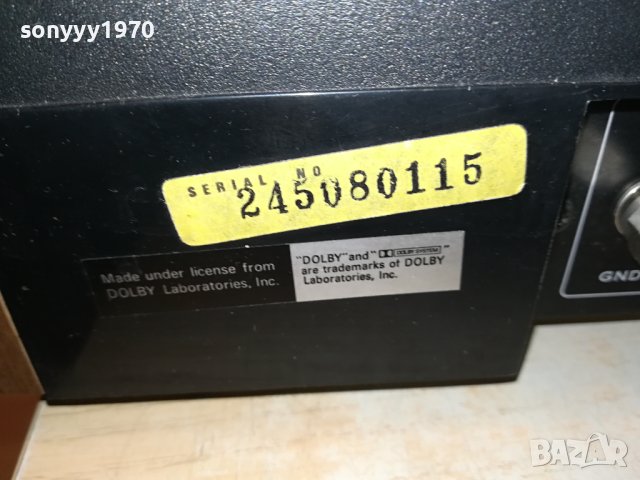 sonyyy1970
SERIAL NO
245080115
Made under license from
DOLBY Laboratories, Inc.
"DOLBY" and "DOLBY SYSTEM"
are trademarks of DOLBY
Laboratories, Inc.
GND
BAZAR